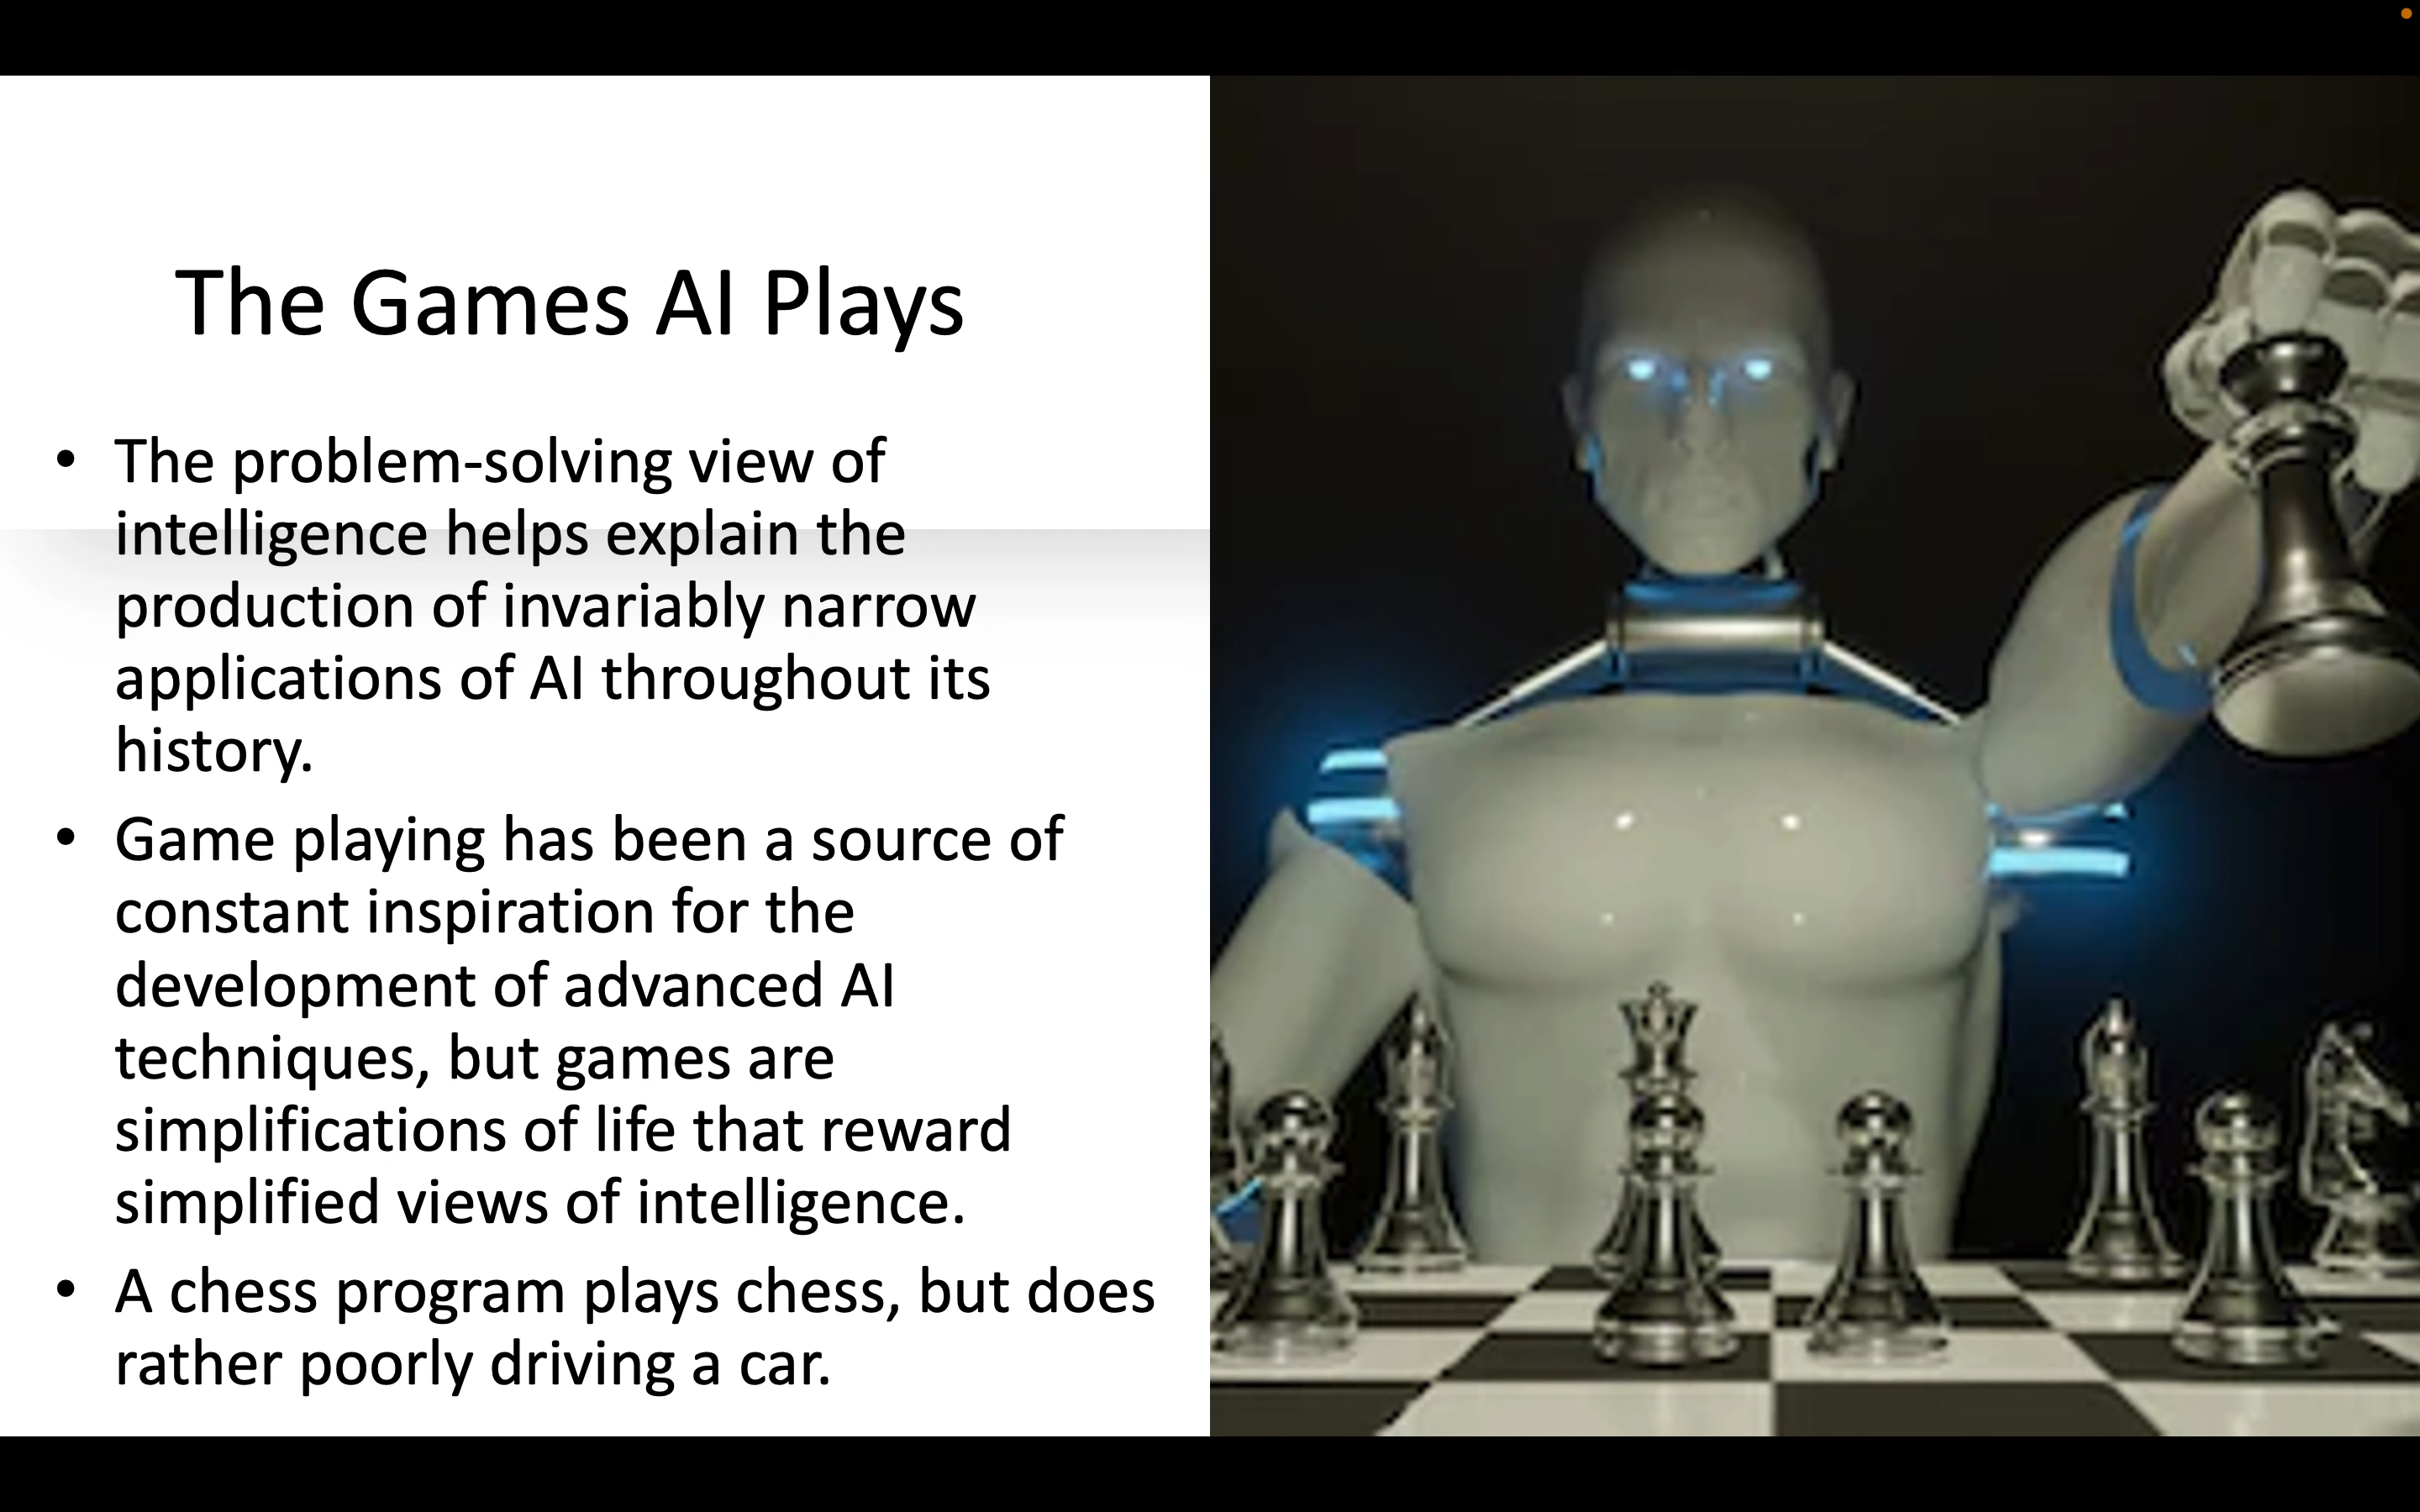 The Games AI Plays
• The problem-solving view of
intelligence helps explain the
production of invariably narrow
applications of AI throughout its
history.
• Game playing has been a source of
constant inspiration for the
development of advanced AI
techniques, but games are
simplifications of life that reward
simplified views of intelligence.
• A chess program plays chess, but does
rather poorly driving a car.